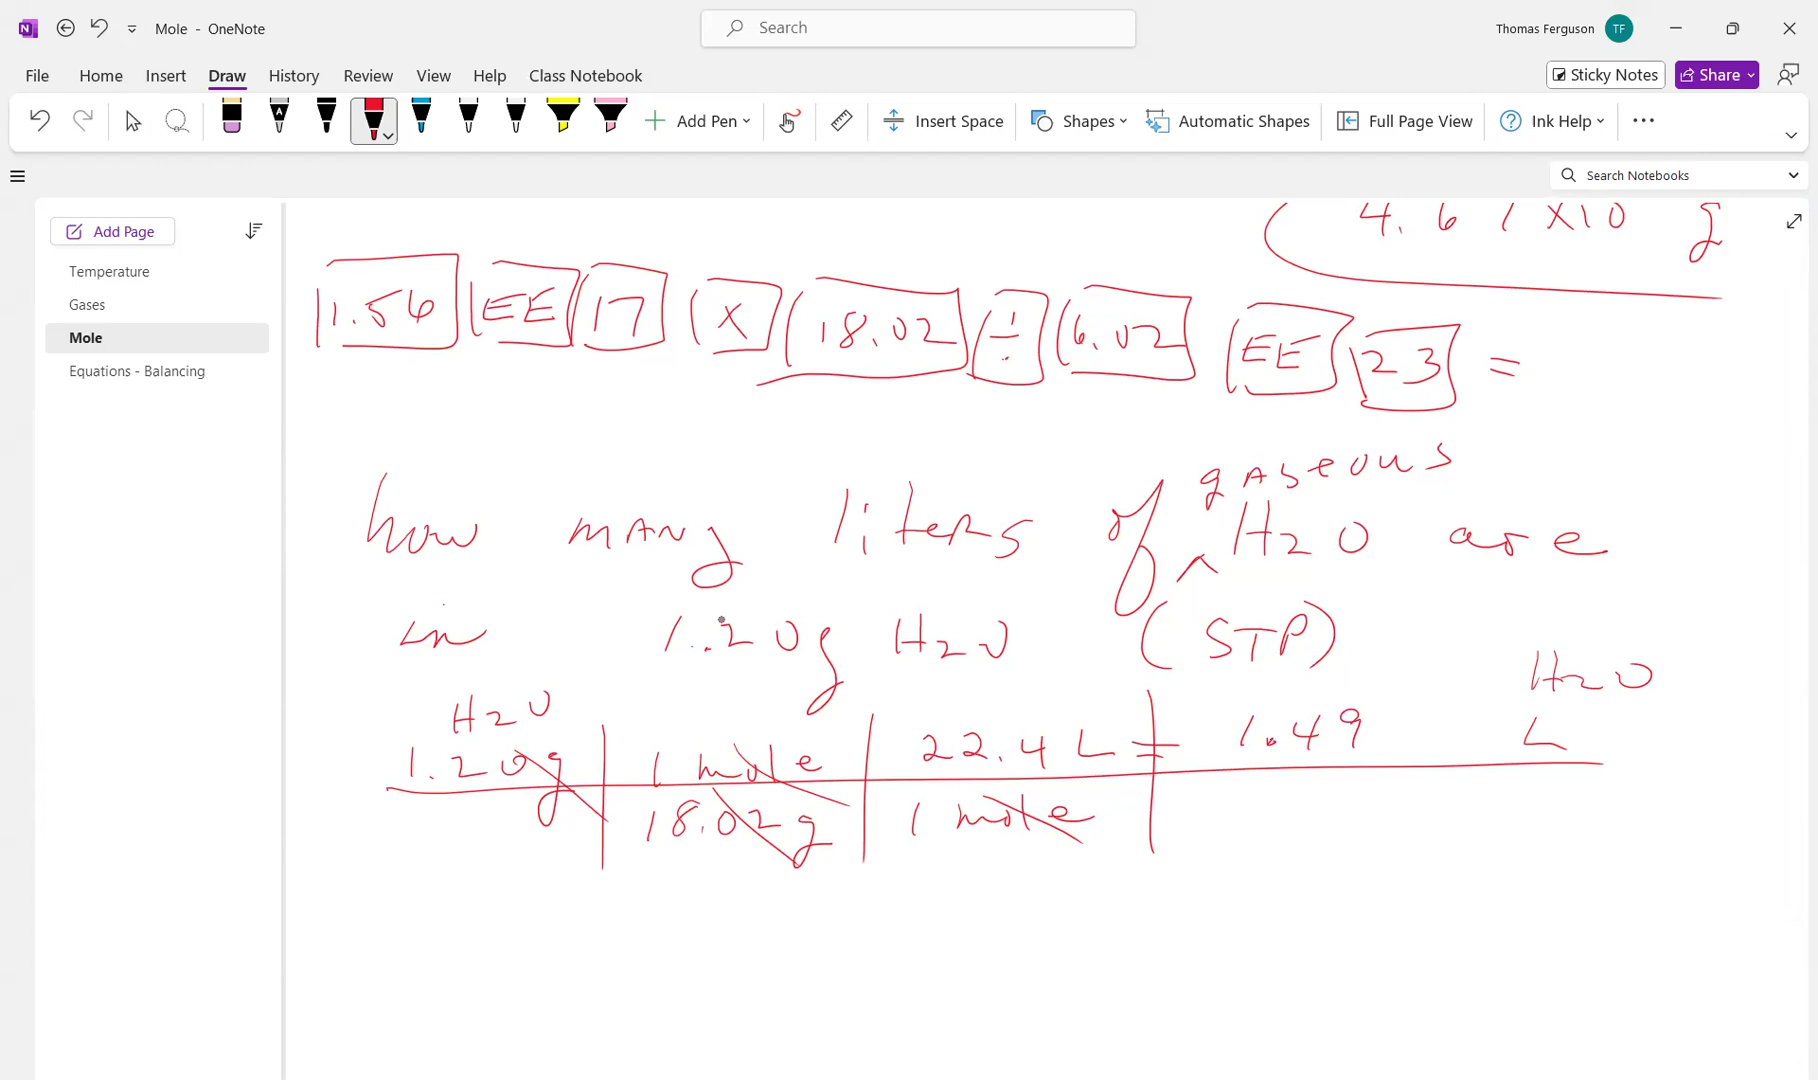 Mole - OneNote
Search
Thomas Ferguson TF
File Home Insert Draw History Review View Help Class Notebook
Sticky Notes Share
A
Add Pen Insert Space Shapes Automatic Shapes Full Page View Ink Help
Search Notebooks
Add Page
Temperature
Gases
Mole
Equations - Balancing
g
1.56 EE 17 X 18.02 ÷ 6.02 EE 23 =
gaseous
how many liters of ^ H2O are
in 1.20g H2O (STP)
H2O H2O
1.20g 1 mole 22.4 L = 1.49 L
18.02g 1 mole